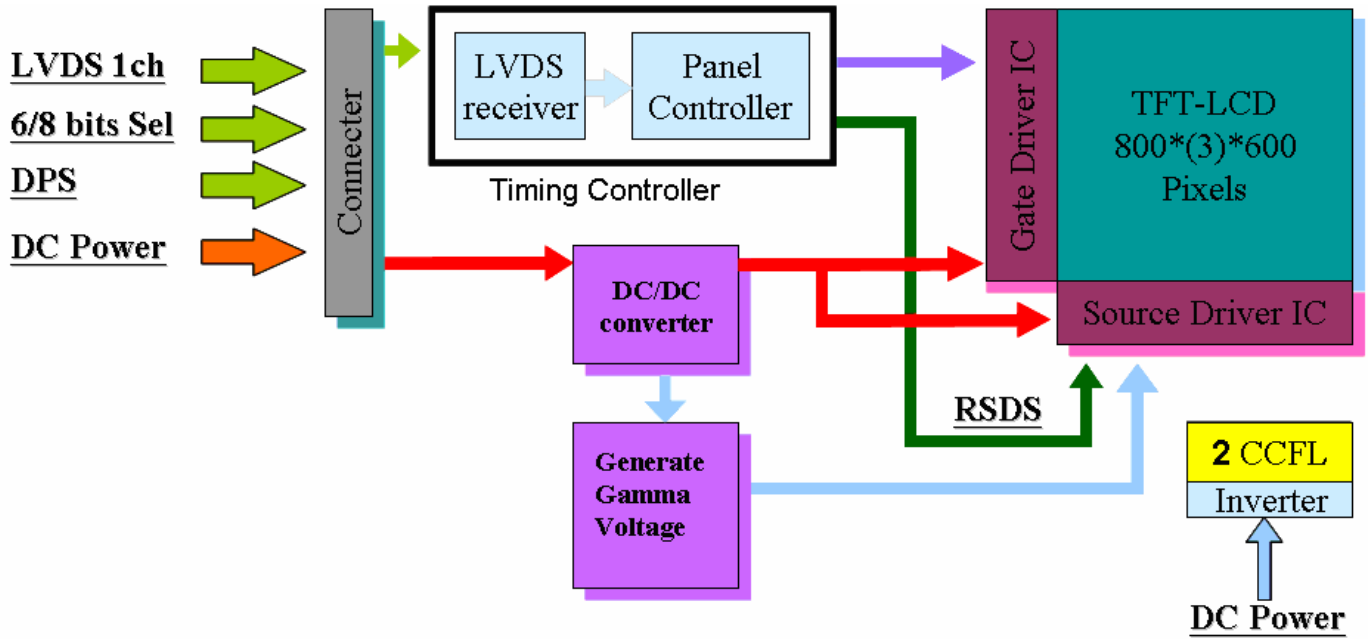 LVDS 1ch
6/8 bits Sel
DPS
DC Power
Connecter
LVDS
receiver
Panel
Controller
Timing Controller
DC/DC
converter
Generate
Gamma
Voltage
RSDS
Gate Driver IC
TFT-LCD
800*(3)*600
Pixels
Source Driver IC
2 CCFL
Inverter
DC Power